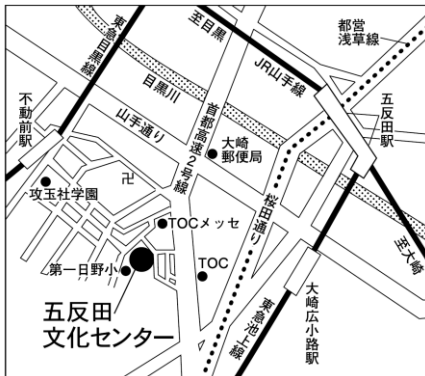 東急目黒線
至目黒
都営
浅草線
JR山手線
目黒川
首都高速2号線
山手通り
不動前駅
五反田駅
大崎
郵便局
卍
攻玉社学園
桜田通り
TOCメッセ
至大崎
第一日野小
TOC
五反田
文化センター
東急池上線
大崎広小路駅